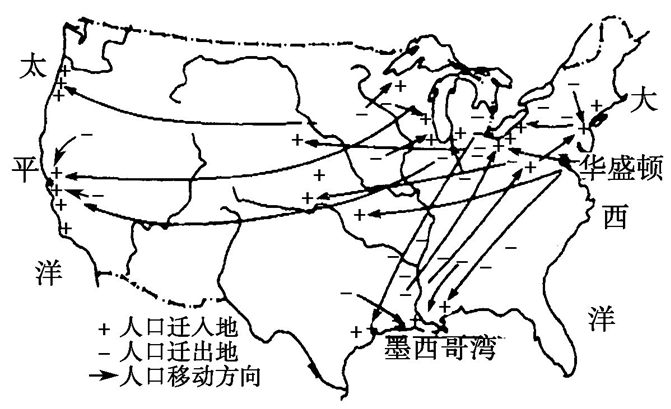 太
平
洋
大
西
洋
华盛顿
墨西哥湾
+ 人口迁入地
− 人口迁出地
→ 人口移动方向